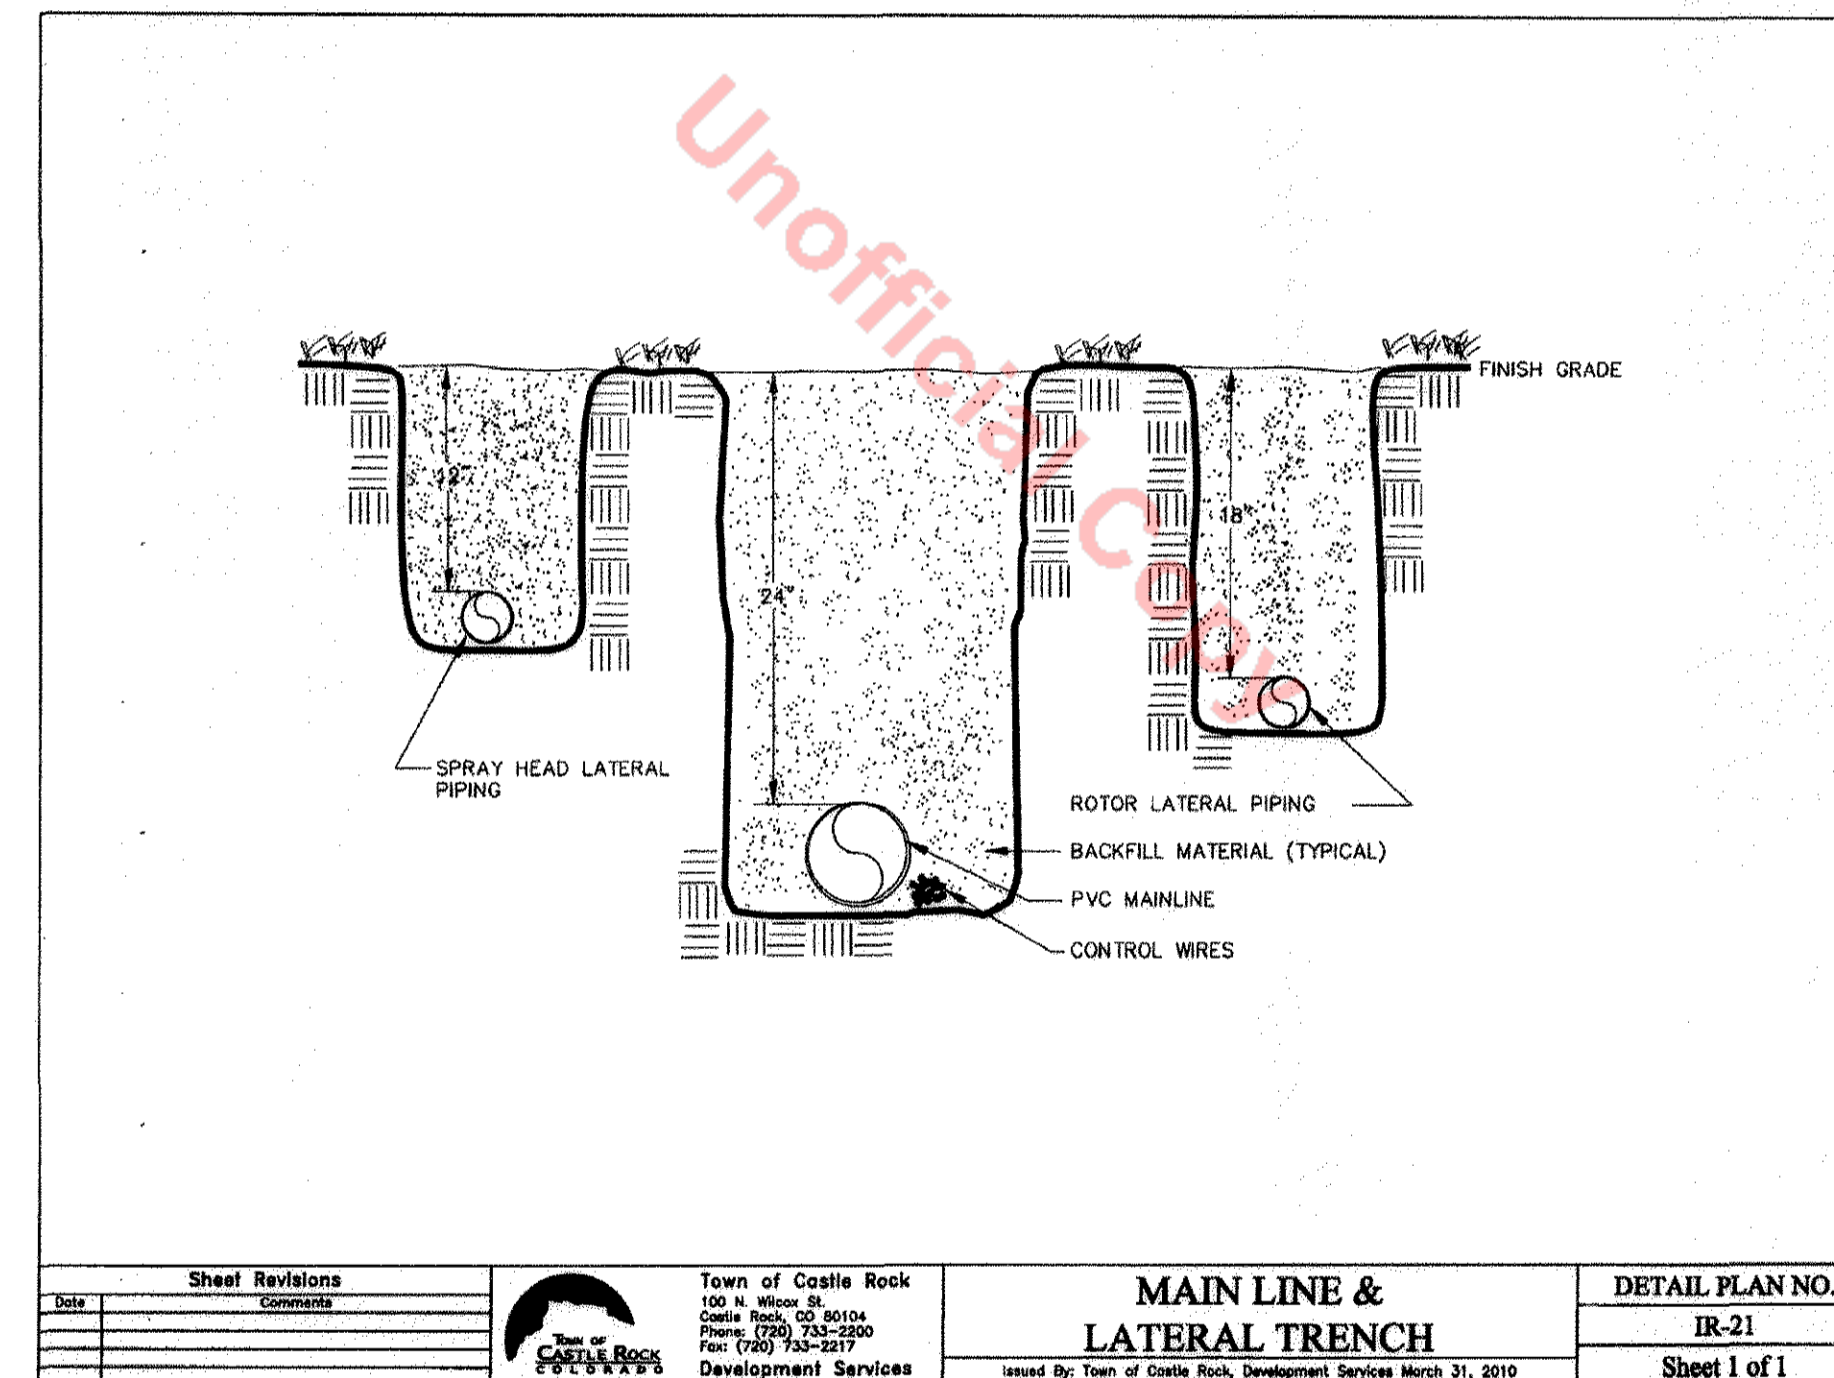 Unofficial Copy
FINISH GRADE
12"
24"
18"
SPRAY HEAD LATERAL
PIPING
ROTOR LATERAL PIPING
BACKFILL MATERIAL (TYPICAL)
PVC MAINLINE
CONTROL WIRES
Sheet Revisions
Date
Comments
TOWN OF
CASTLE ROCK
COLORADO
Town of Castle Rock
100 N. Wilcox St.
Castle Rock, CO 80104
Phone: (720) 733-2200
Fax: (720) 733-2217
Development Services
MAIN LINE &
LATERAL TRENCH
Issued By: Town of Castle Rock, Development Services March 31, 2010
DETAIL PLAN NO.
IR-21
Sheet 1 of 1